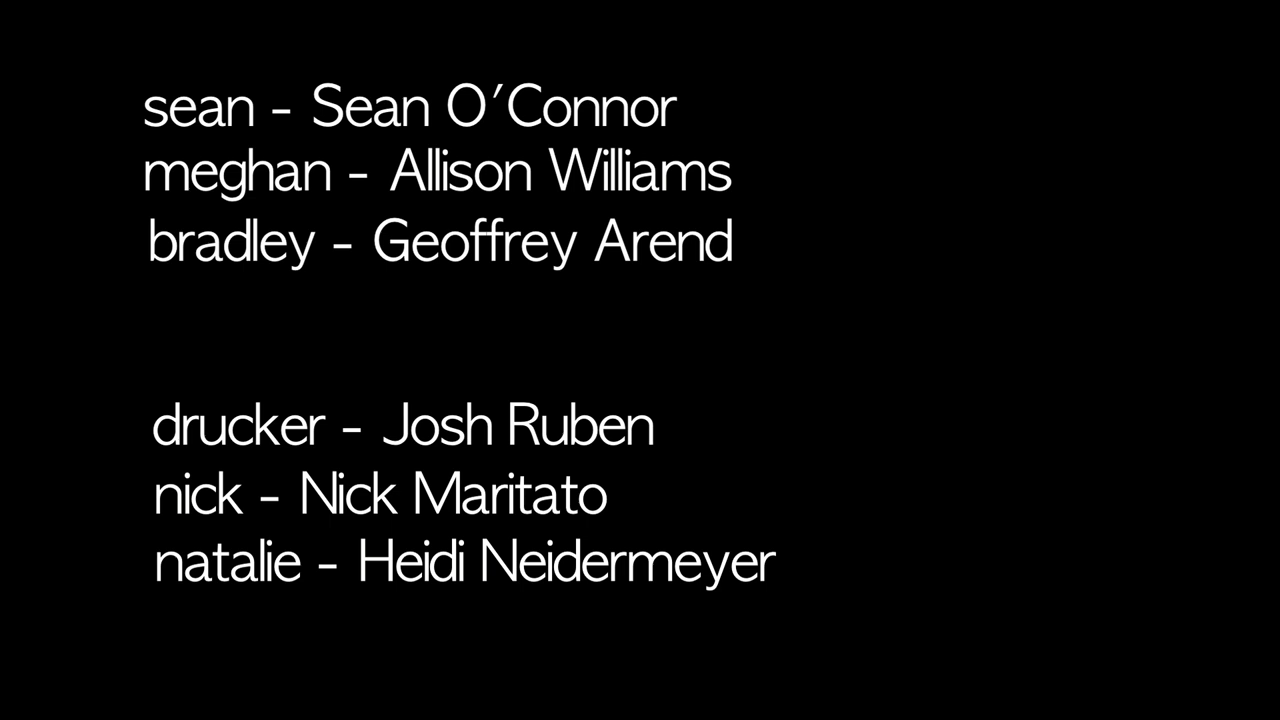 sean - Sean O'Connor
meghan - Allison Williams
bradley - Geoffrey Arend
drucker - Josh Ruben
nick - Nick Maritato
natalie - Heidi Neidermeyer